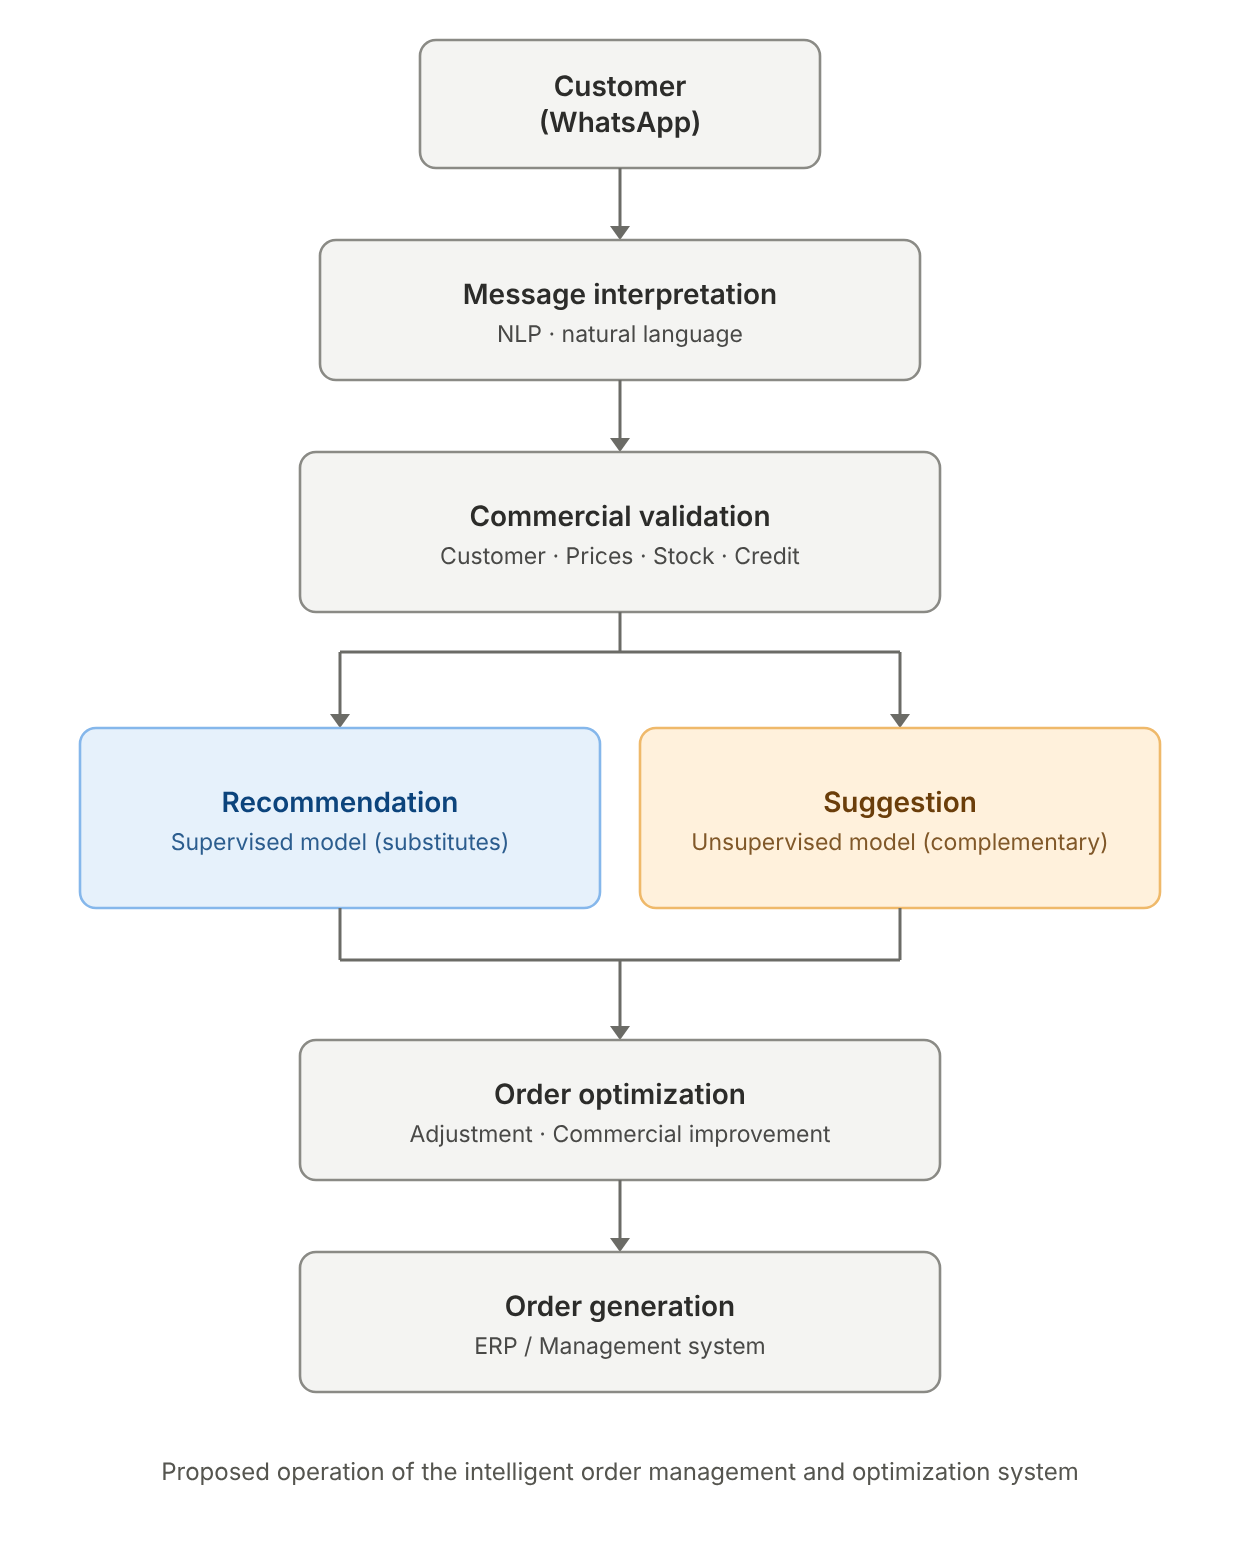 Customer
(WhatsApp)
Message interpretation
NLP · natural language
Commercial validation
Customer · Prices · Stock · Credit
Recommendation
Supervised model (substitutes)
Suggestion
Unsupervised model (complementary)
Order optimization
Adjustment · Commercial improvement
Order generation
ERP / Management system
Proposed operation of the intelligent order management and optimization system